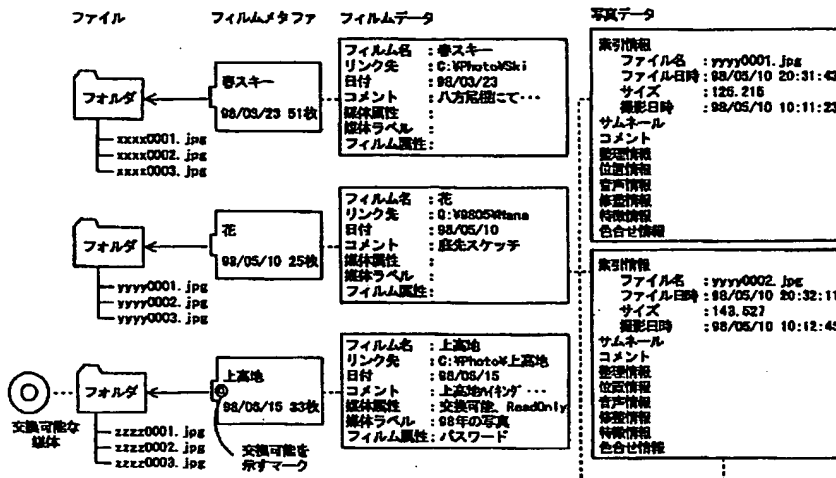 ファイル
フィルムメタファ
フィルムデータ
写真データ
フォルダ
xxxx0001.jpg
xxxx0002.jpg
xxxx0003.jpg
春スキー
98/03/23 51枚
フィルム名 :春スキー
リンク先 :C:¥Photo¥Ski
日付 :98/03/23
コメント :八方尾根にて・・・
媒体属性 :
媒体ラベル :
フィルム属性:
フォルダ
yyyy0001.jpg
yyyy0002.jpg
yyyy0003.jpg
花
98/05/10 25枚
フィルム名 :花
リンク先 :Q:¥9805¥Hana
日付 :98/05/10
コメント :庭先スケッチ
媒体属性 :
媒体ラベル :
フィルム属性:
交換可能な
媒体
フォルダ
zzzz0001.jpg
zzzz0002.jpg
zzzz0003.jpg
上高地
98/06/15 33枚
交換可能を
示すマーク
フィルム名 :上高地
リンク先 :C:¥Photo¥上高地
日付 :98/06/15
コメント :上高地ハイキング・・・
媒体属性 :交換可能、ReadOnly
媒体ラベル :98年の写真
フィルム属性:パスワード
索引情報
ファイル名 :yyyy0001.jpg
ファイル日時:98/05/10 20:31:43
サイズ :126.215
撮影日時 :98/05/10 10:11:23
サムネール
コメント
整理情報
位置情報
音声情報
修整情報
特徴情報
色合せ情報
索引情報
ファイル名 :yyyy0002.jpg
ファイル日時:98/05/10 20:32:11
サイズ :143.527
撮影日時 :98/05/10 10:12:45
サムネール
コメント
整理情報
位置情報
音声情報
修整情報
特徴情報
色合せ情報